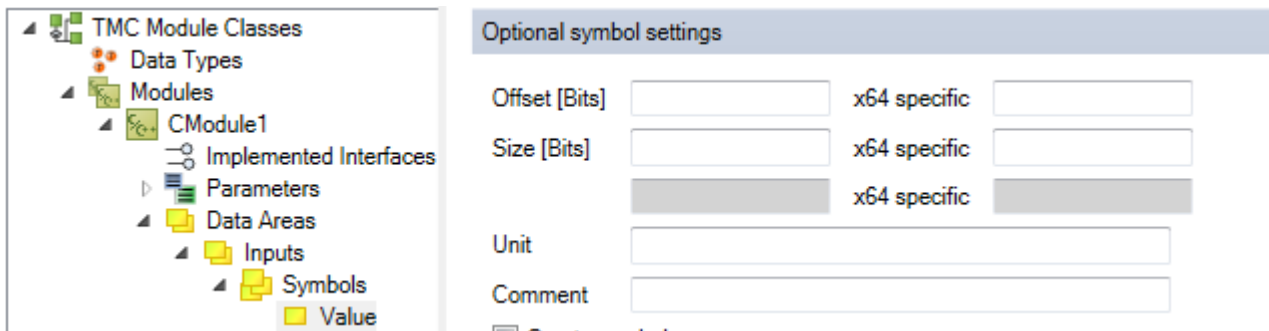 TMC Module Classes
Data Types
Modules
CModule1
Implemented Interfaces
Parameters
Data Areas
Inputs
Symbols
Value
Optional symbol settings
Offset [Bits] x64 specific
Size [Bits] x64 specific
x64 specific
Unit
Comment